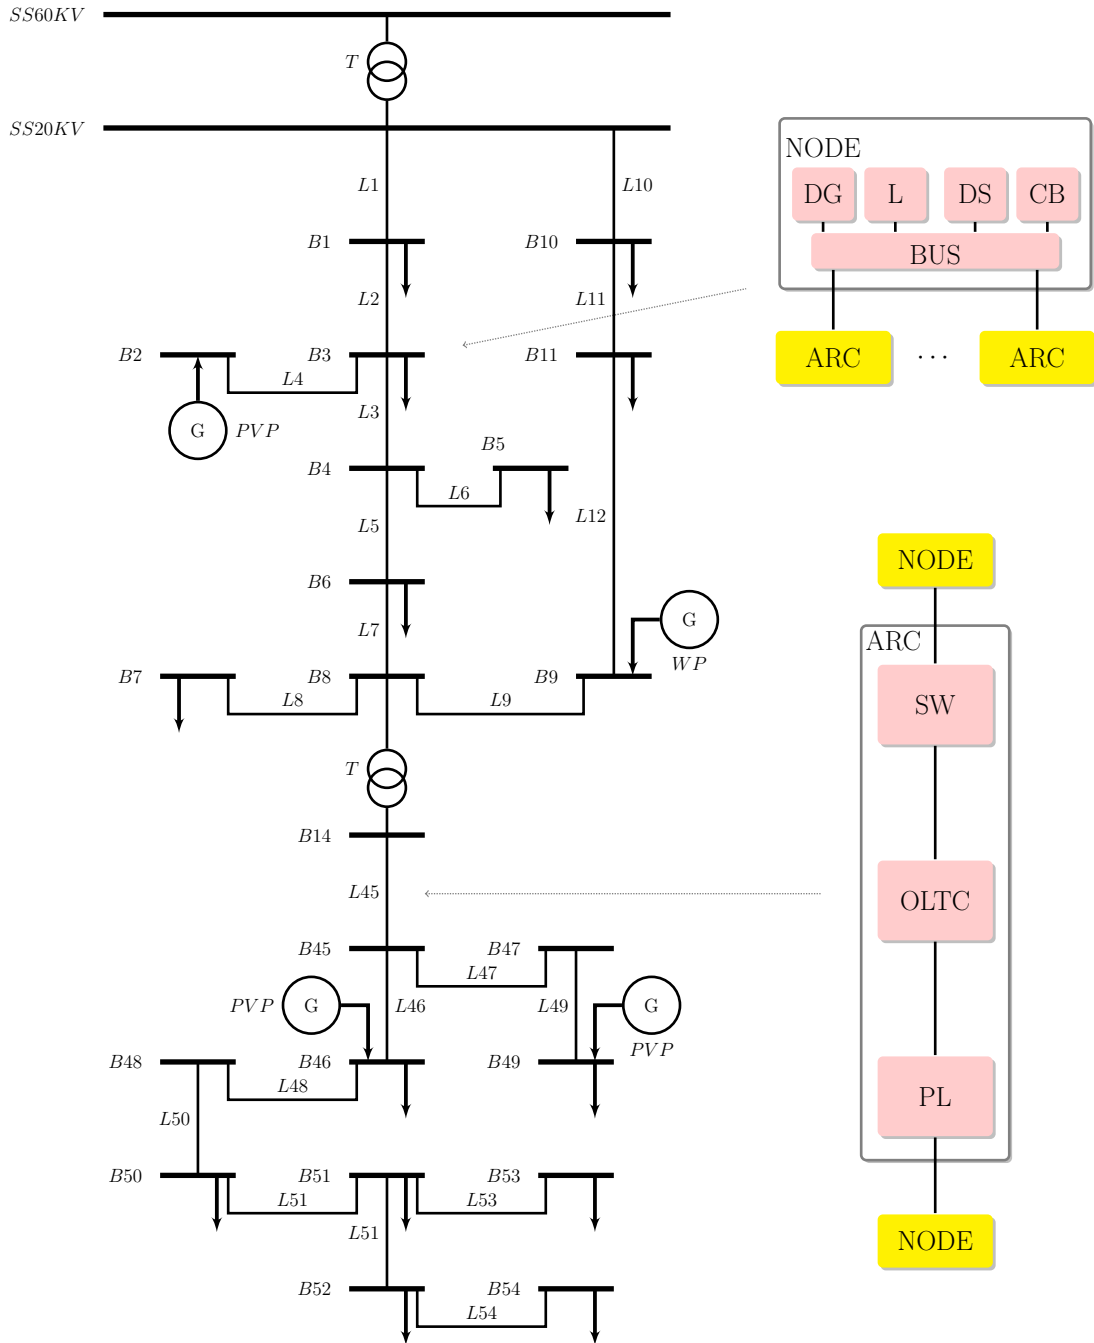 SS60KV
T
SS20KV
NODE
DG L DS CB
BUS
ARC ... ARC
L1 L10
B1 B10
L2 L11
B2 B3 B11
L4
L3
G PVP
B4 B5
L6
L5 L12
B6
L7
G
WP
B7 B8 B9
L8 L9
T
B14
L45
B45 B47
L47
PVP G L46 L49 G
PVP
B48 B46 B49
L48
L50
B50 B51 B53
L51 L53
L51
B52 B54
L54
NODE
ARC
SW
OLTC
PL
NODE